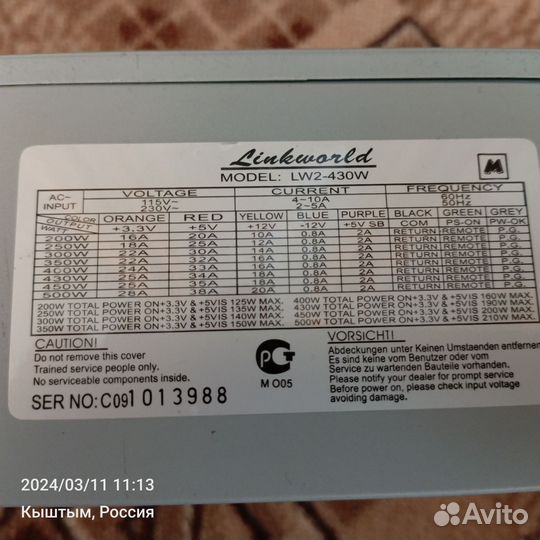 Linkworld
MODEL: LW2-430W
M
AC-INPUT VOLTAGE CURRENT FREQUENCY
115V~ 4~10A 60Hz
230V~ 2~5A 50Hz
COLOR ORANGE RED YELLOW BLUE PURPLE BLACK GREEN GREY
WATT OUTPUT +3.3V +5V +12V -12V +5V SB COM PS-ON PW-OK
200W 16A 20A 10A 0.8A 2A RETURN REMOTE P.G.
250W 18A 25A 12A 0.8A 2A RETURN REMOTE P.G.
300W 22A 30A 14A 0.8A 2A RETURN REMOTE P.G.
350W 22A 32A 16A 0.8A 2A RETURN REMOTE P.G.
400W 24A 33A 16A 0.8A 2A RETURN REMOTE P.G.
430W 25A 34A 18A 0.8A 2A RETURN REMOTE P.G.
450W 25A 35A 18A 0.8A 2A RETURN REMOTE P.G.
500W 28A 38A 20A 0.8A 2A RETURN REMOTE P.G.
200W TOTAL POWER ON+3.3V & +5VIS 125W MAX. 400W TOTAL POWER ON+3.3V & +5VIS 160W MAX.
250W TOTAL POWER ON+3.3V & +5VIS 135W MAX. 430W TOTAL POWER ON+3.3V & +5VIS 190W MAX.
300W TOTAL POWER ON+3.3V & +5VIS 140W MAX. 450W TOTAL POWER ON+3.3V & +5VIS 200W MAX.
350W TOTAL POWER ON+3.3V & +5VIS 150W MAX. 500W TOTAL POWER ON+3.3V & +5VIS 210W MAX.
CAUTION!
Do not remove this cover
Trained service people only.
No serviceable components inside.
SER NO: C091013988
РСТ
M O05
VORSICHT!
Abdeckungen unter Keinen Umstaenden entfernen
Es sind keine vom Benutzer oder vom
Service zu wartenden Bauteile vorhanden.
Please notify your dealer for prompt service
Before power on, please check input voltage
avoiding damaging.
2024/03/11 11:13
Кыштым, Россия
Avito